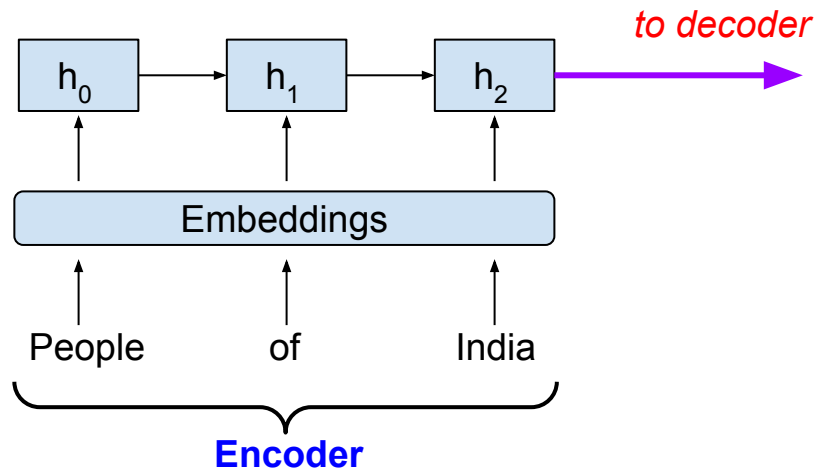 to decoder
h₀ h₁ h₂
Embeddings
People of India
Encoder